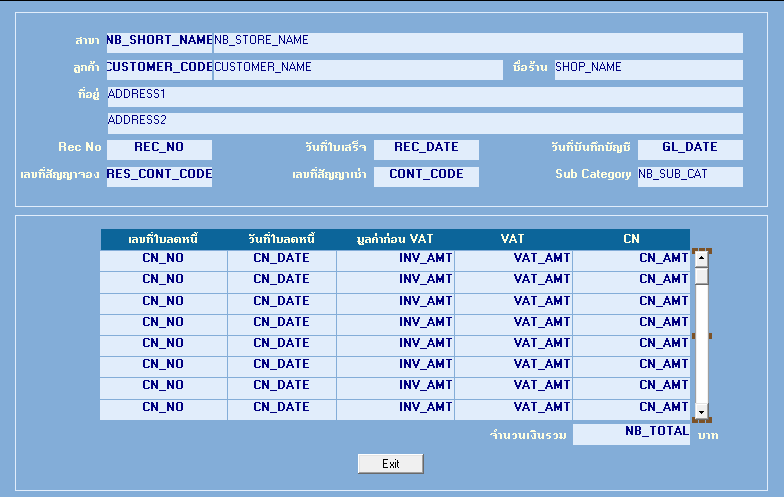 สาขา NB_SHORT_NAME NB_STORE_NAME
ลูกค้า CUSTOMER_CODE CUSTOMER_NAME ชื่อร้าน SHOP_NAME
ที่อยู่ ADDRESS1
ADDRESS2
Rec No REC_NO วันที่ใบเสร็จ REC_DATE วันที่บันทึกบัญชี GL_DATE
เลขที่สัญญาจอง RES_CONT_CODE เลขที่สัญญาเช่า CONT_CODE Sub Category NB_SUB_CAT
เลขที่ใบลดหนี้ วันที่ใบลดหนี้ มูลค่าก่อน VAT VAT CN
CN_NO CN_DATE INV_AMT VAT_AMT CN_AMT
CN_NO CN_DATE INV_AMT VAT_AMT CN_AMT
CN_NO CN_DATE INV_AMT VAT_AMT CN_AMT
CN_NO CN_DATE INV_AMT VAT_AMT CN_AMT
CN_NO CN_DATE INV_AMT VAT_AMT CN_AMT
CN_NO CN_DATE INV_AMT VAT_AMT CN_AMT
CN_NO CN_DATE INV_AMT VAT_AMT CN_AMT
CN_NO CN_DATE INV_AMT VAT_AMT CN_AMT
จำนวนเงินรวม NB_TOTAL บาท
Exit